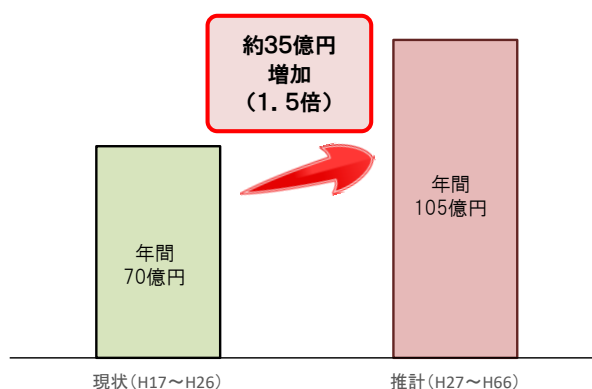 約35億円
増加
（1．5倍）
年間
105億円
年間
70億円
現状（H17～H26）
推計（H27～H66）